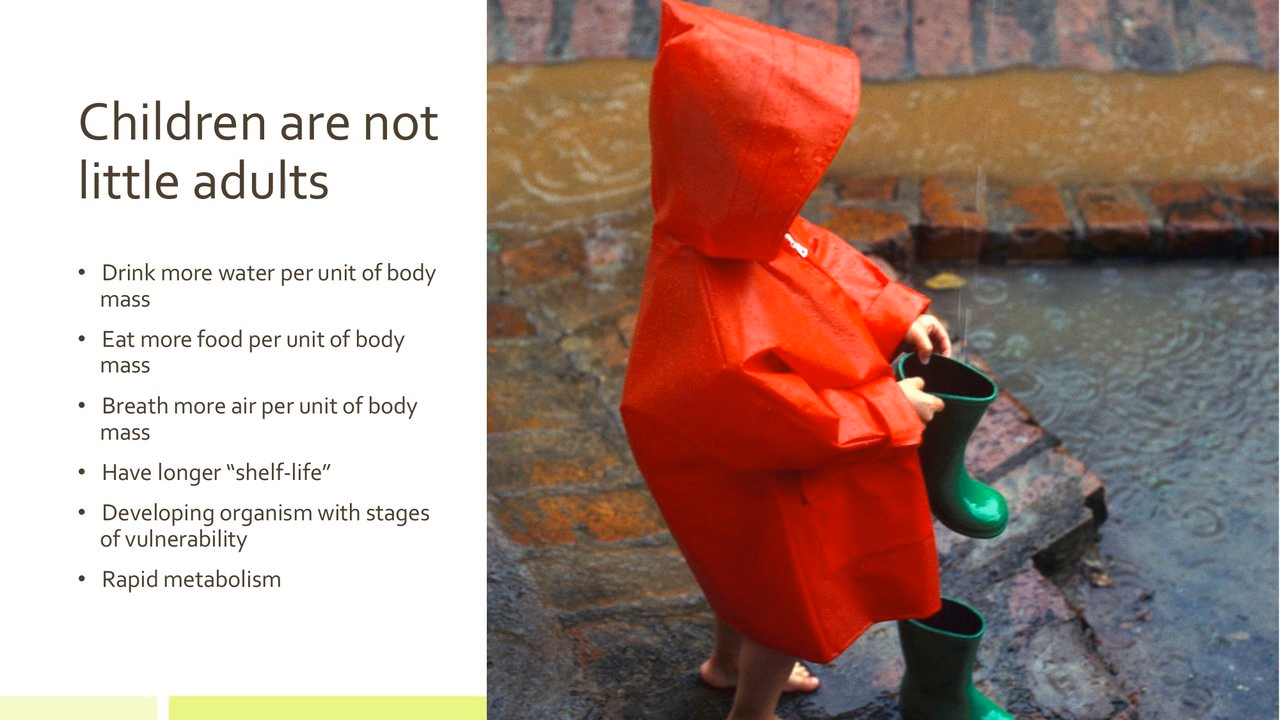 Children are not
little adults
• Drink more water per unit of body
mass
• Eat more food per unit of body
mass
• Breath more air per unit of body
mass
• Have longer “shelf-life”
• Developing organism with stages
of vulnerability
• Rapid metabolism